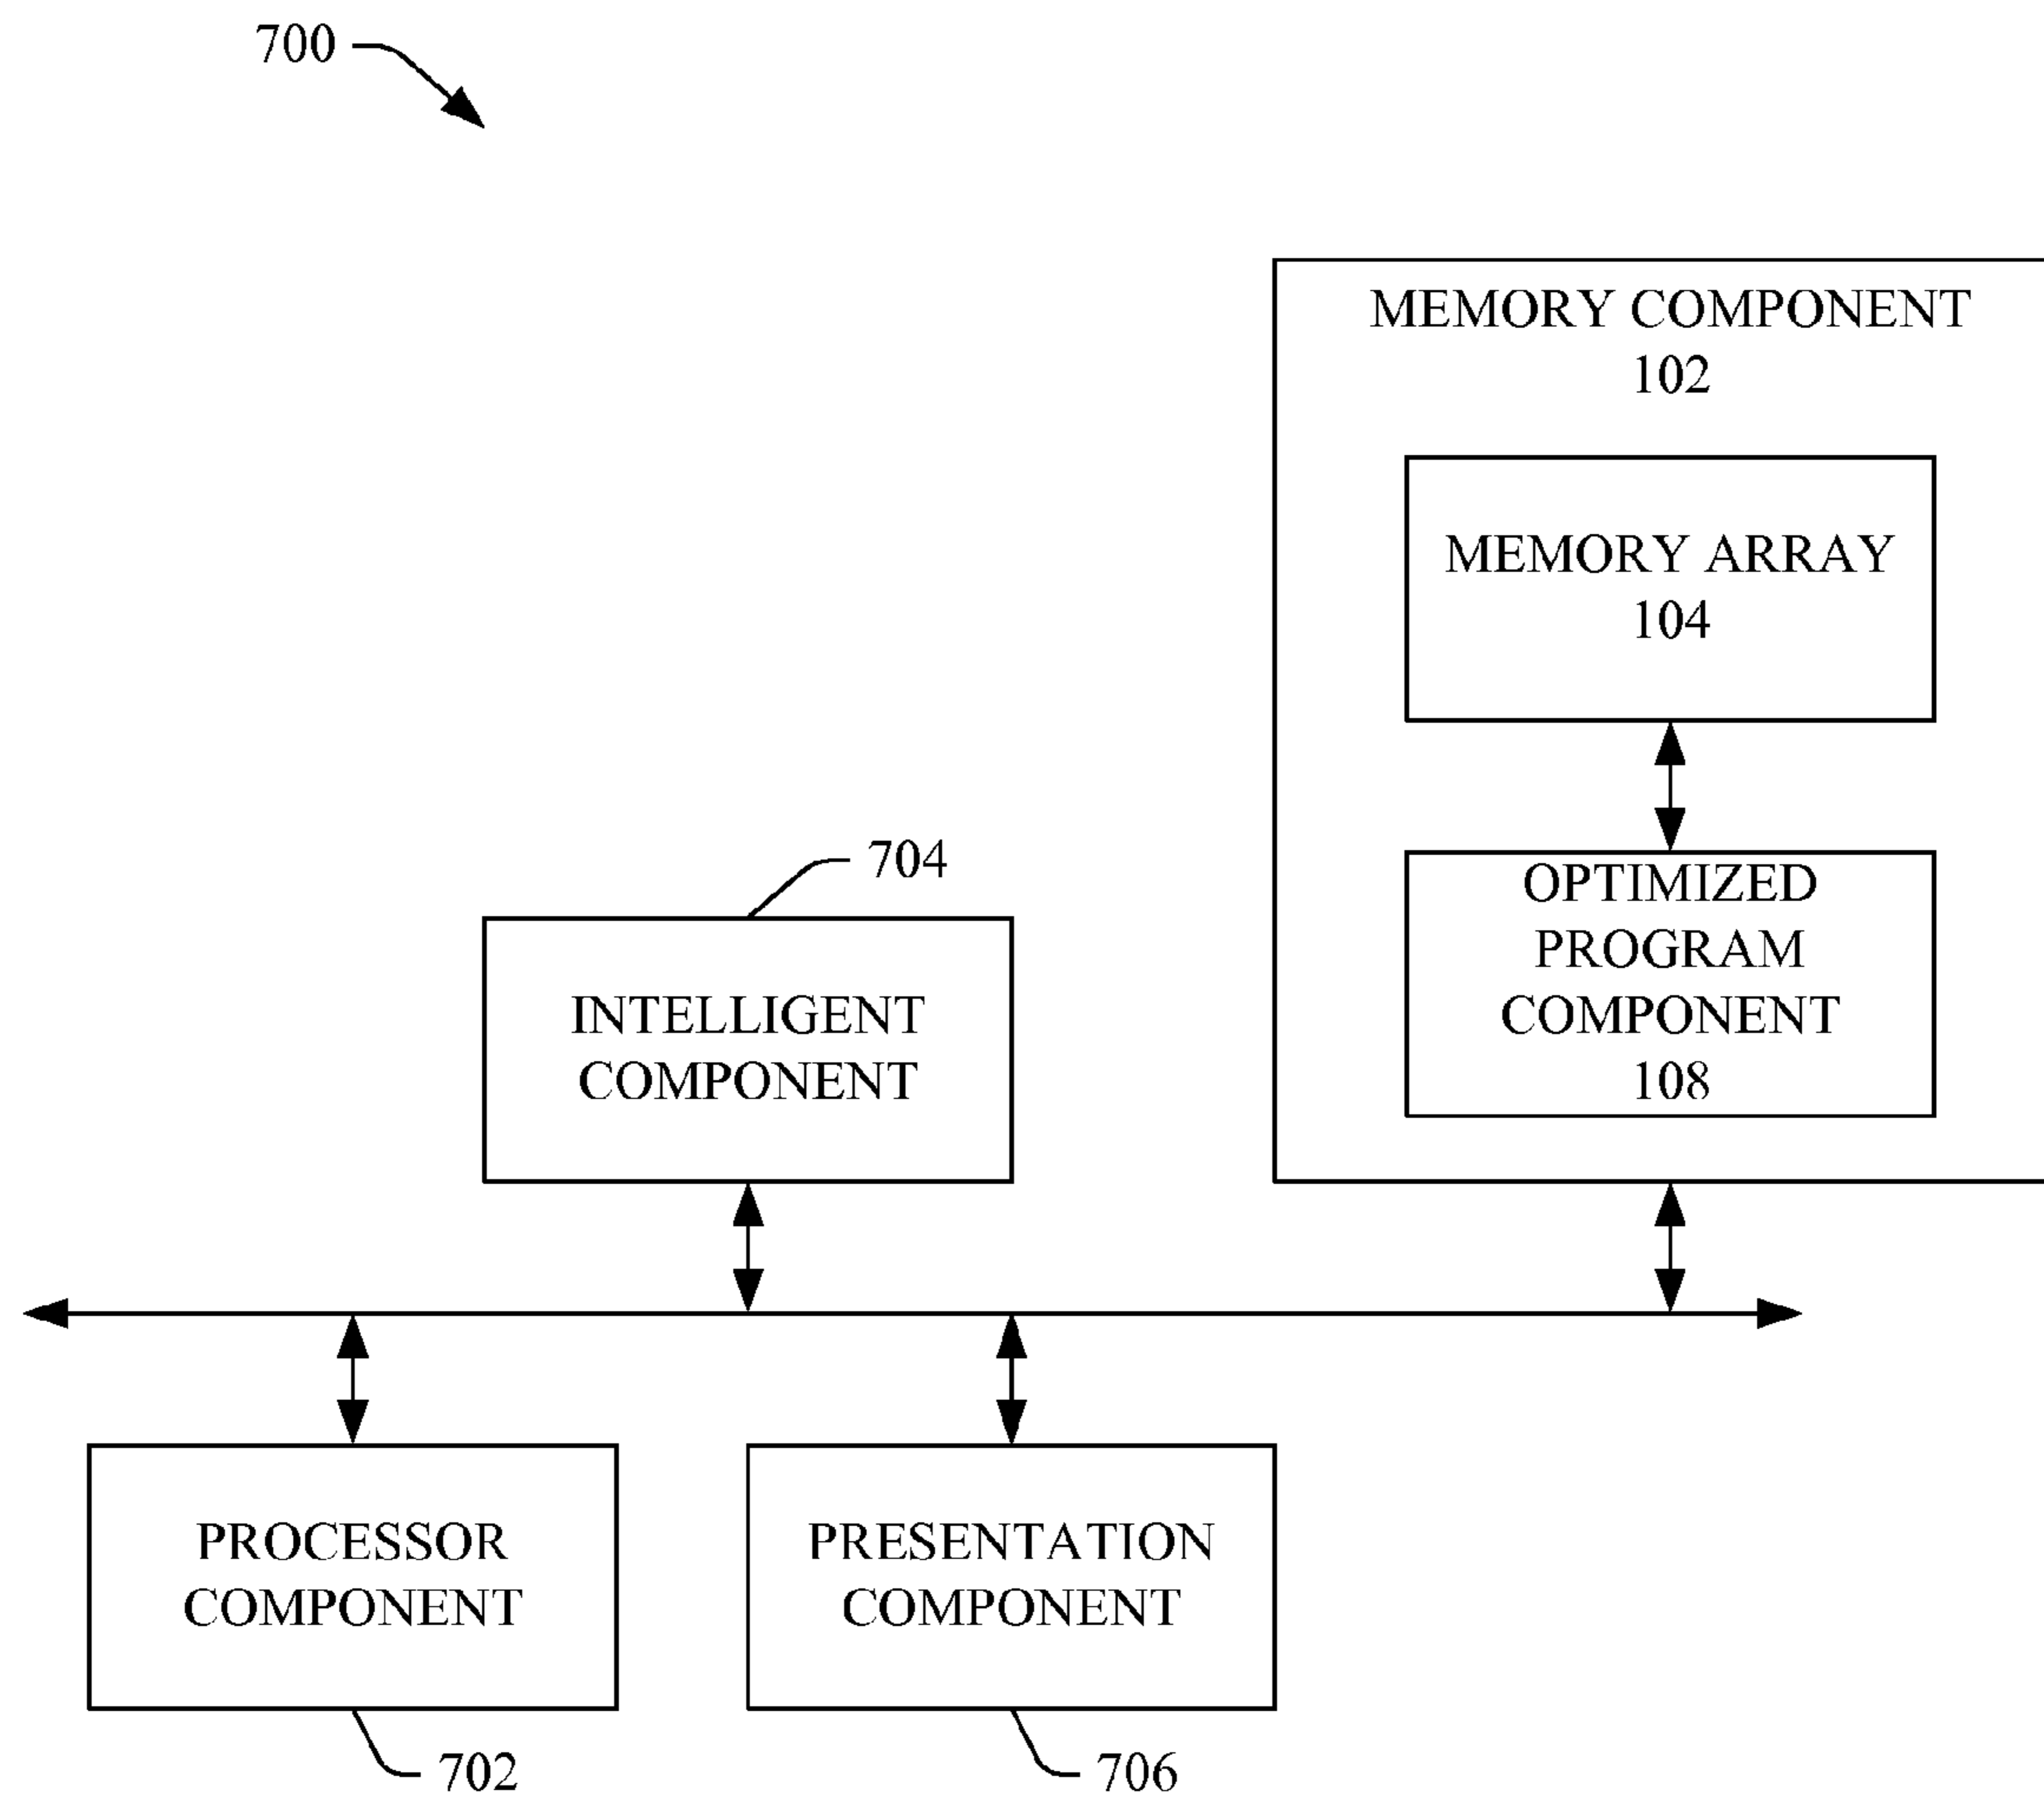 700
MEMORY COMPONENT
102
MEMORY ARRAY
104
OPTIMIZED
PROGRAM
COMPONENT
108
704
INTELLIGENT
COMPONENT
PROCESSOR
COMPONENT
702
PRESENTATION
COMPONENT
706